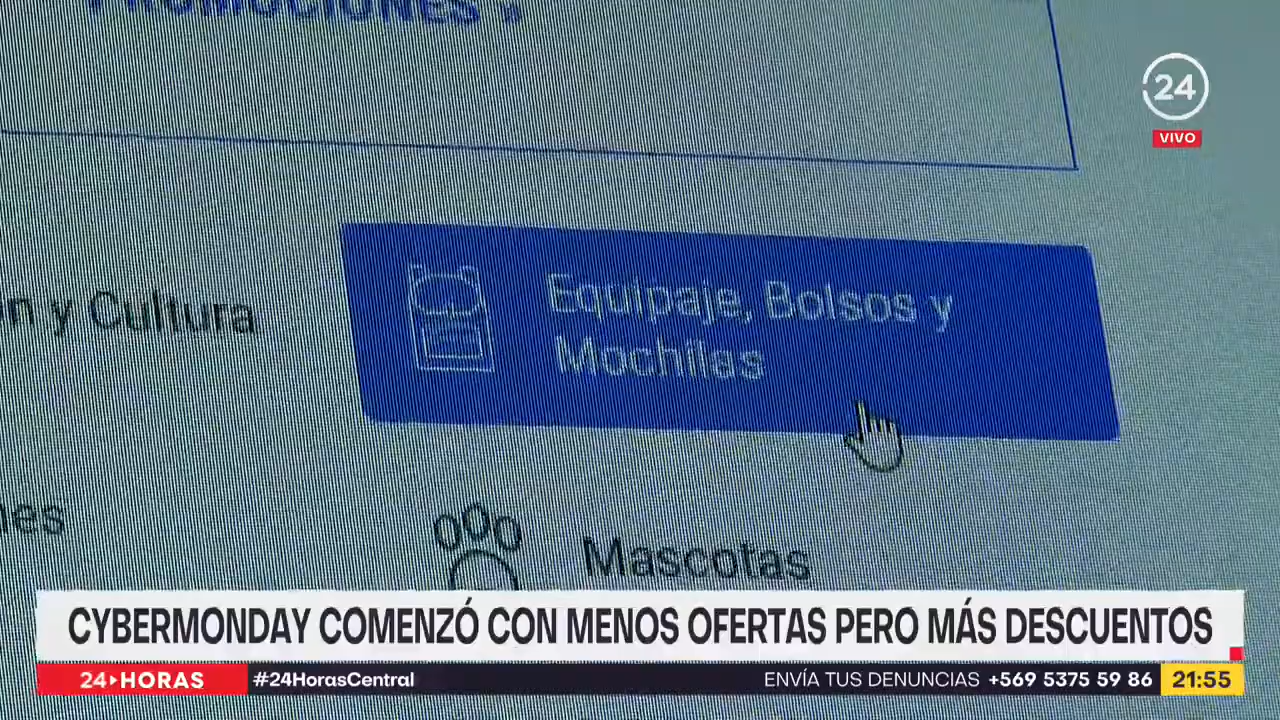 PROMOCIONES »
24
VIVO
n y Cultura
Equipaje, Bolsos y
Mochilas
es
Mascotas
CYBERMONDAY COMENZÓ CON MENOS OFERTAS PERO MÁS DESCUENTOS
24 HORAS
#24HorasCentral
ENVÍA TUS DENUNCIAS +569 5375 59 86
21:55